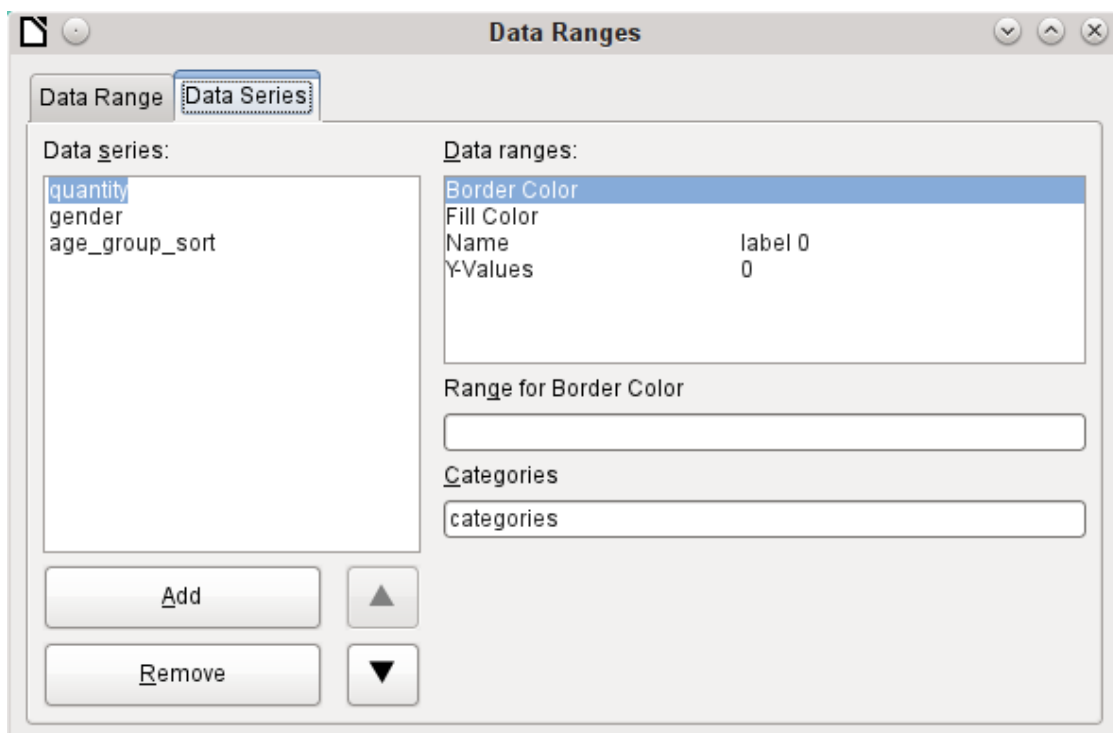 Data Ranges
Data Range
Data Series
Data series:
quantity
gender
age_group_sort
Add
Remove
Data ranges:
Border Color
Fill Color
Name label 0
Y-Values 0
Range for Border Color
Categories
categories